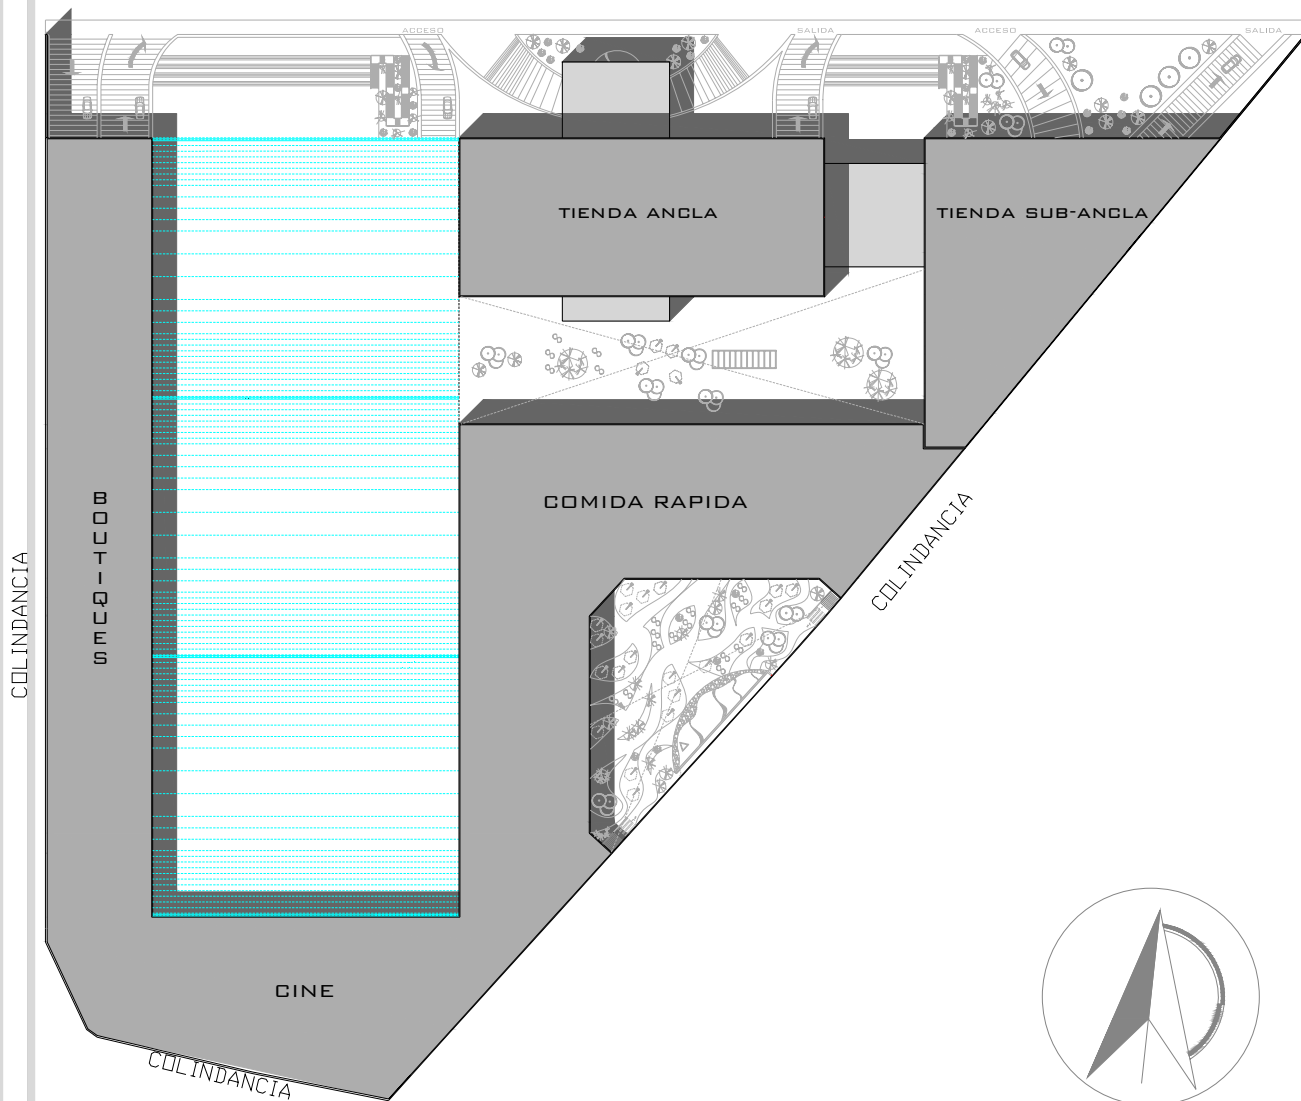 ACCESO
SALIDA
ACCESO
SALIDA
TIENDA ANCLA
TIENDA SUB-ANCLA
COMIDA RAPIDA
BOUTIQUES
COLINDANCIA
COLINDANCIA
CINE
COLINDANCIA